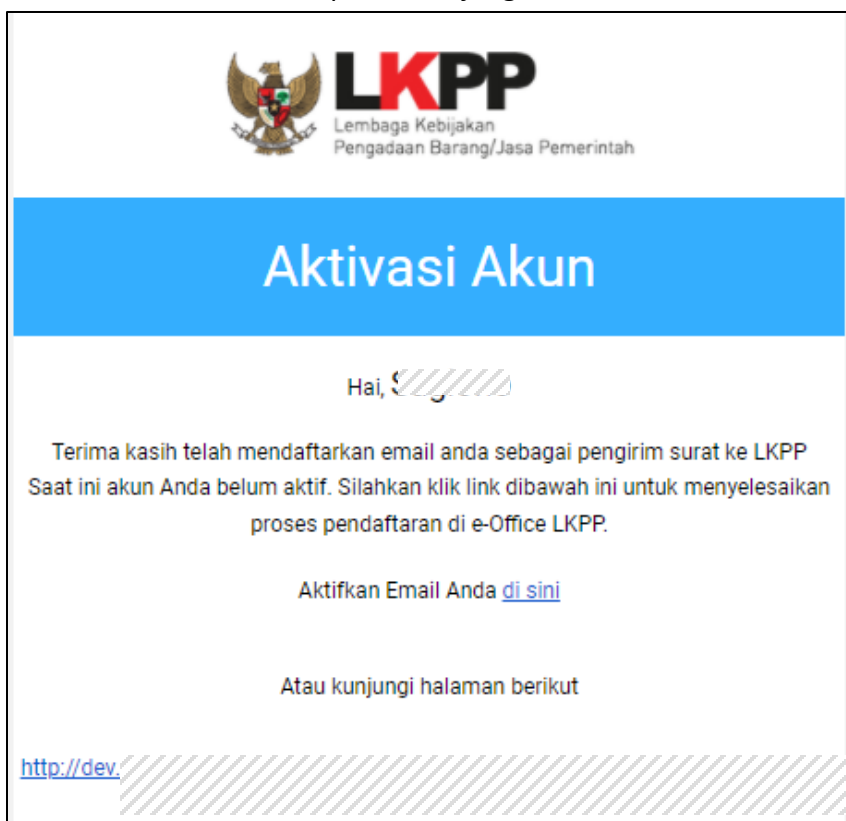 LKPP
Lembaga Kebijakan
Pengadaan Barang/Jasa Pemerintah
Aktivasi Akun
Hai,
Terima kasih telah mendaftarkan email anda sebagai pengirim surat ke LKPP
Saat ini akun Anda belum aktif. Silahkan klik link dibawah ini untuk menyelesaikan
proses pendaftaran di e-Office LKPP.
Aktifkan Email Anda di sini
Atau kunjungi halaman berikut
http://dev.